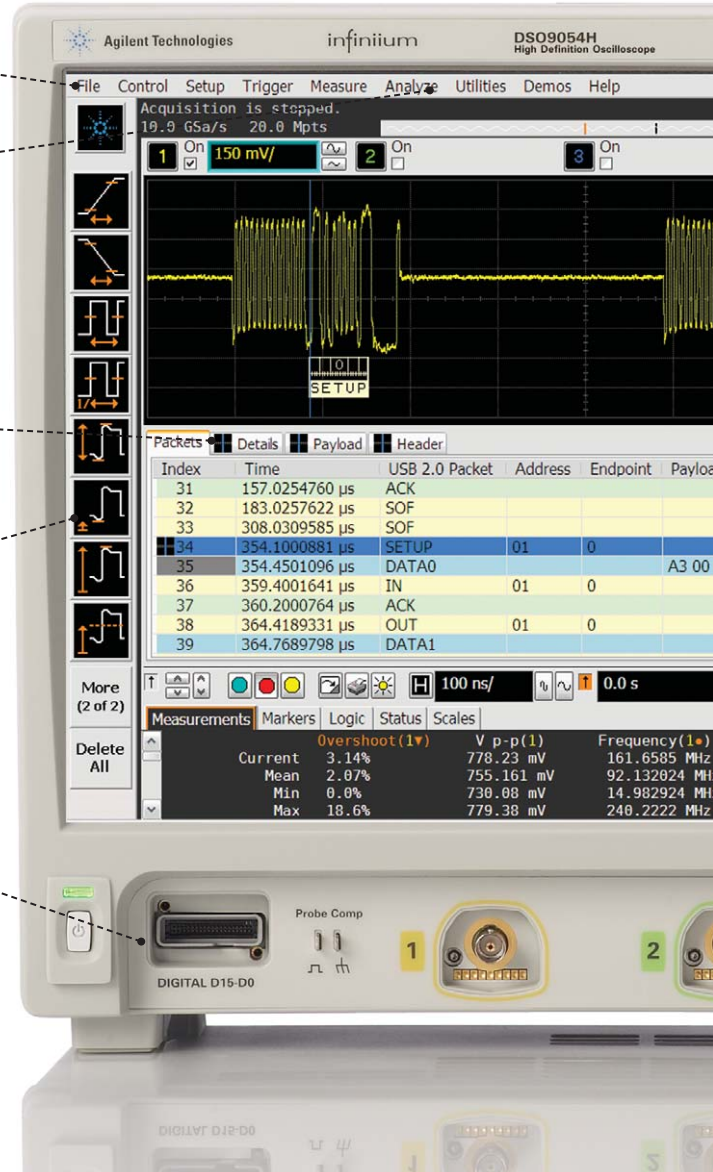 Agilent Technologies infiniium DSO9054H
High Definition Oscilloscope
File Control Setup Trigger Measure Analyze Utilities Demos Help
Acquisition is stopped.
10.0 GSa/s 20.0 Mpts
1 On 150 mV/ 2 On 3 On
0
SETUP
Packets Details Payload Header
Index Time USB 2.0 Packet Address Endpoint Payloa
31 157.0254760 µs ACK
32 183.0257622 µs SOF
33 308.0309585 µs SOF
34 354.1000881 µs SETUP 01 0
35 354.4501096 µs DATA0 A3 00
36 359.4001641 µs IN 01 0
37 360.2000764 µs ACK
38 364.4189331 µs OUT 01 0
39 364.7689798 µs DATA1
1/
More
(2 of 2)
Delete
All
H 100 ns/ 0.0 s
Measurements Markers Logic Status Scales
Overshoot(1▼) V p-p(1) Frequency(1●)
Current 3.14% 778.23 mV 161.6585 MHz
Mean 2.07% 755.161 mV 92.132024 MH
Min 0.0% 730.08 mV 14.982924 MH
Max 18.6% 779.38 mV 240.2222 MHz
Probe Comp
1 2
DIGITAL D15-D0